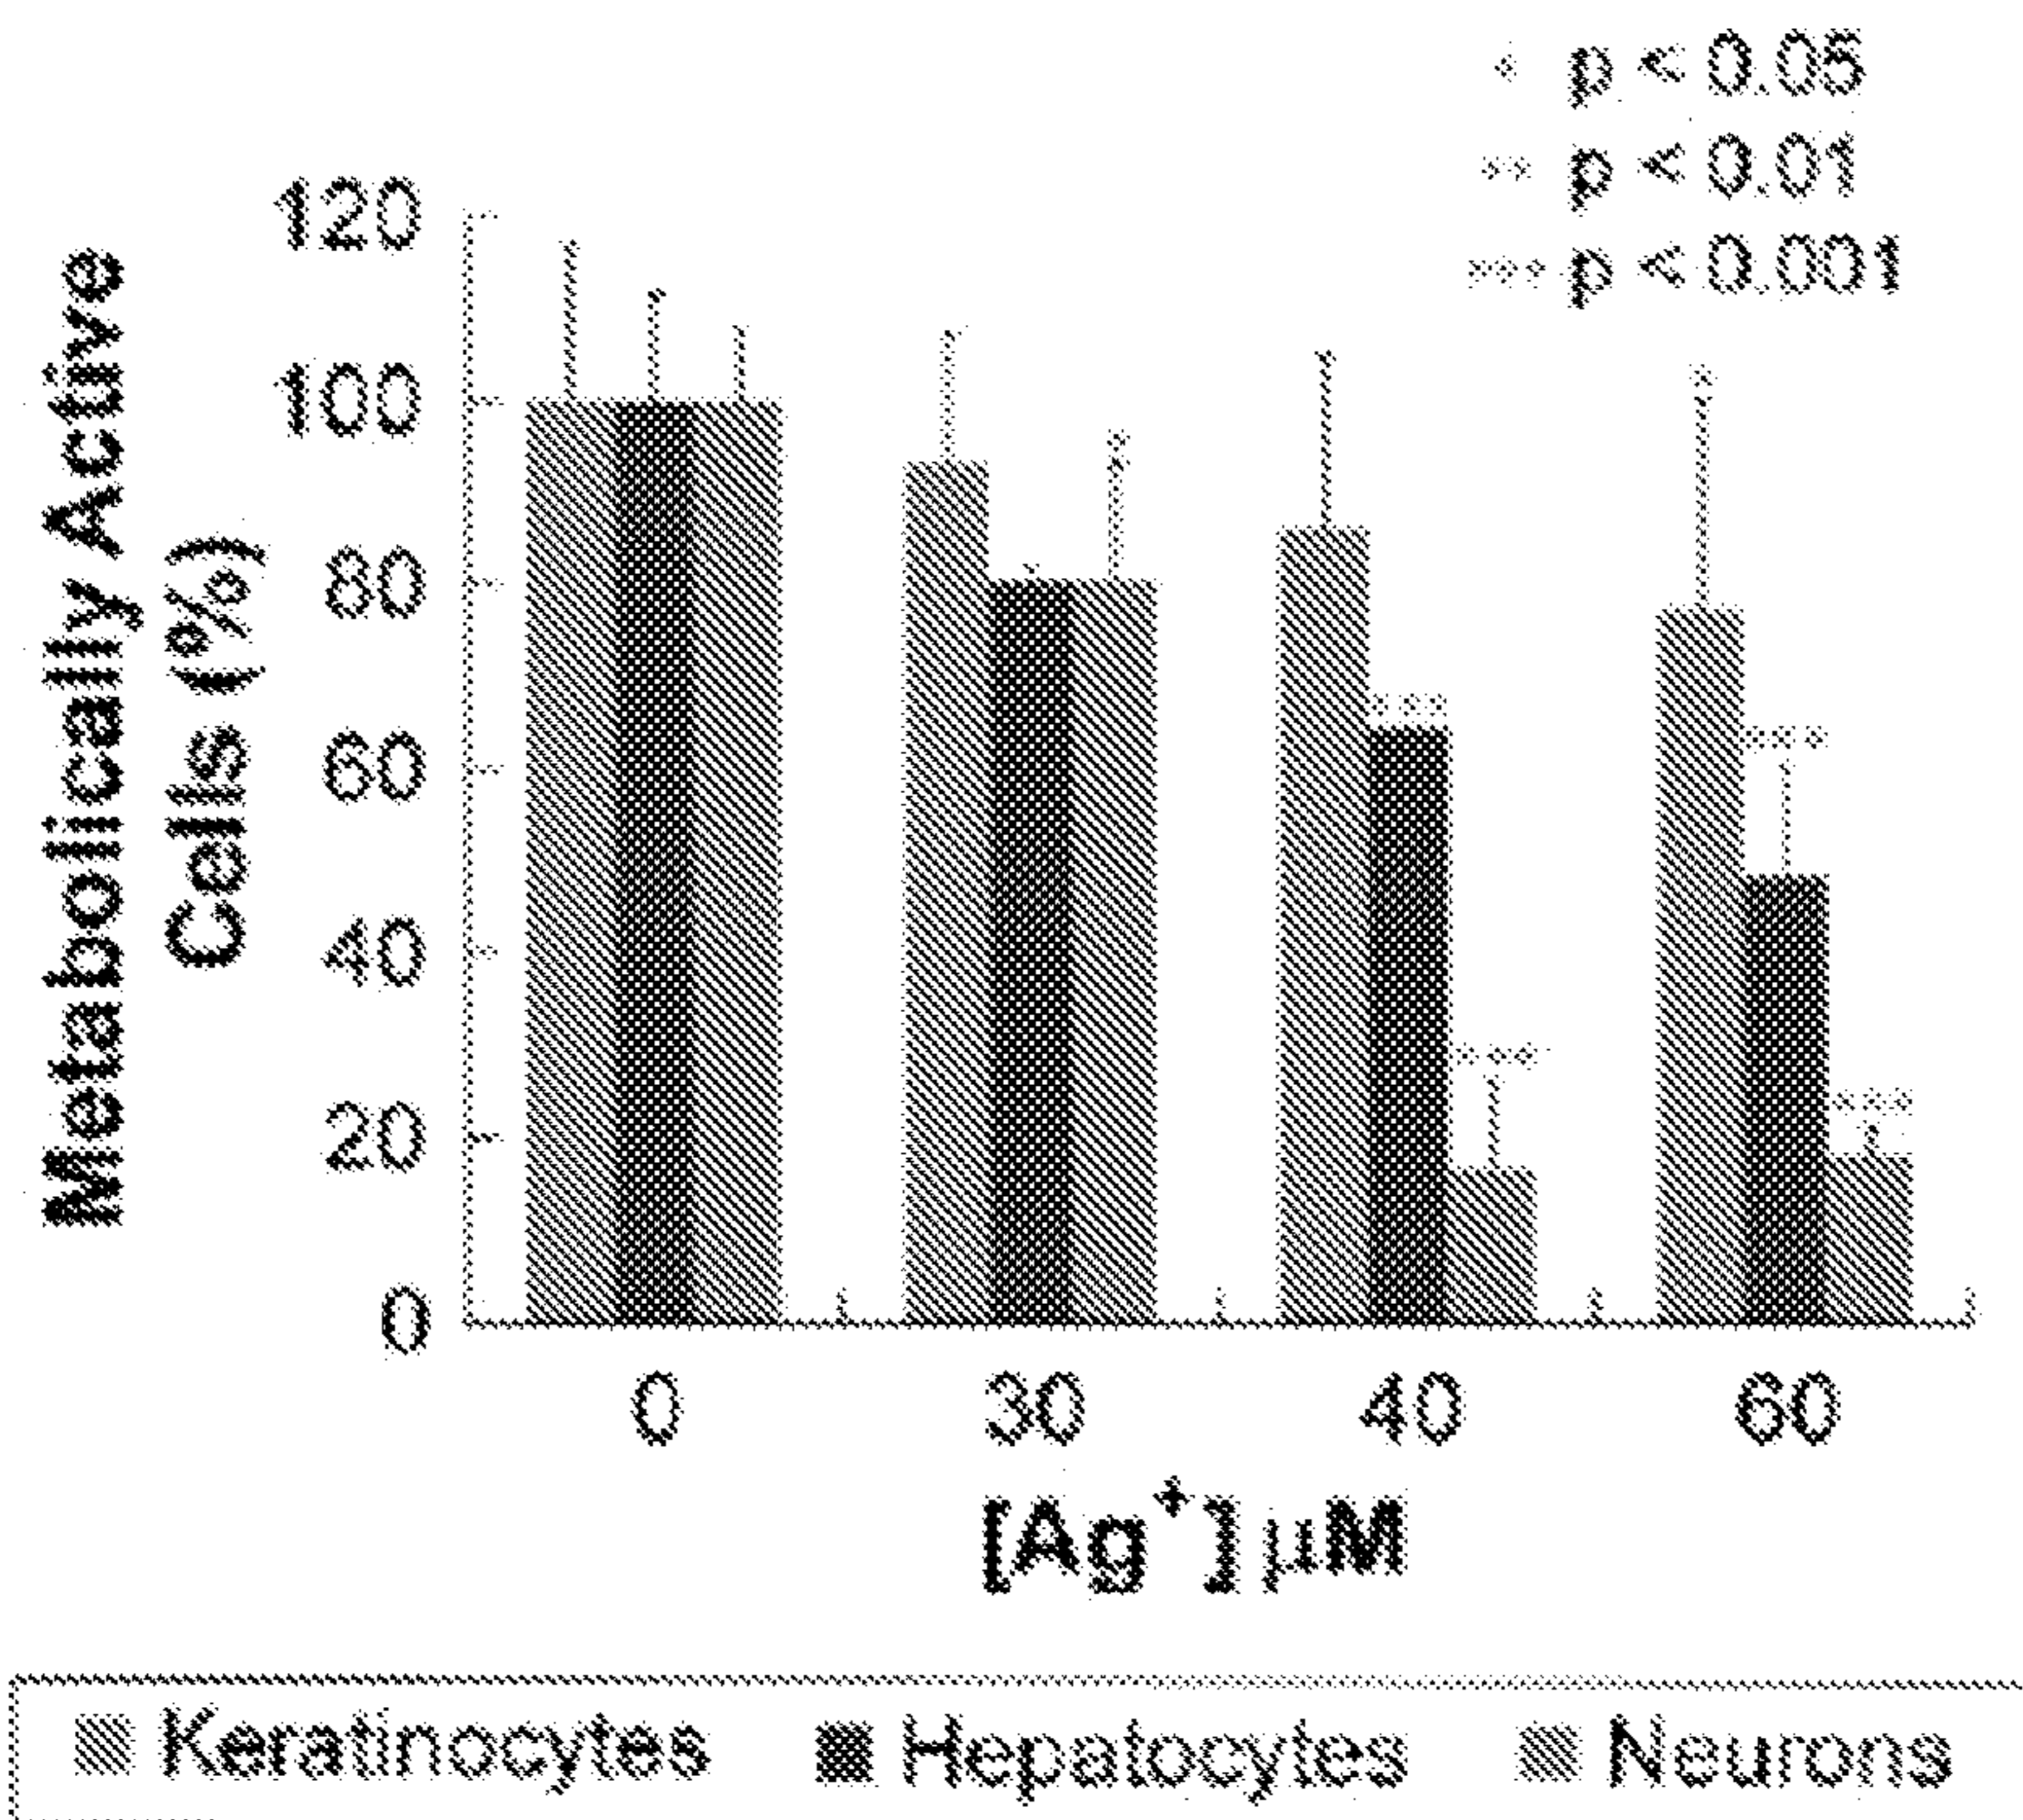 * p < 0.05
** p < 0.01
*** p < 0.001
Metabolically Active
Cells (%)
120
100
80
60
40
20
0
*
***
***
***
***
0 30 40 60
[Ag⁺] μM
Keratinocytes Hepatocytes Neurons